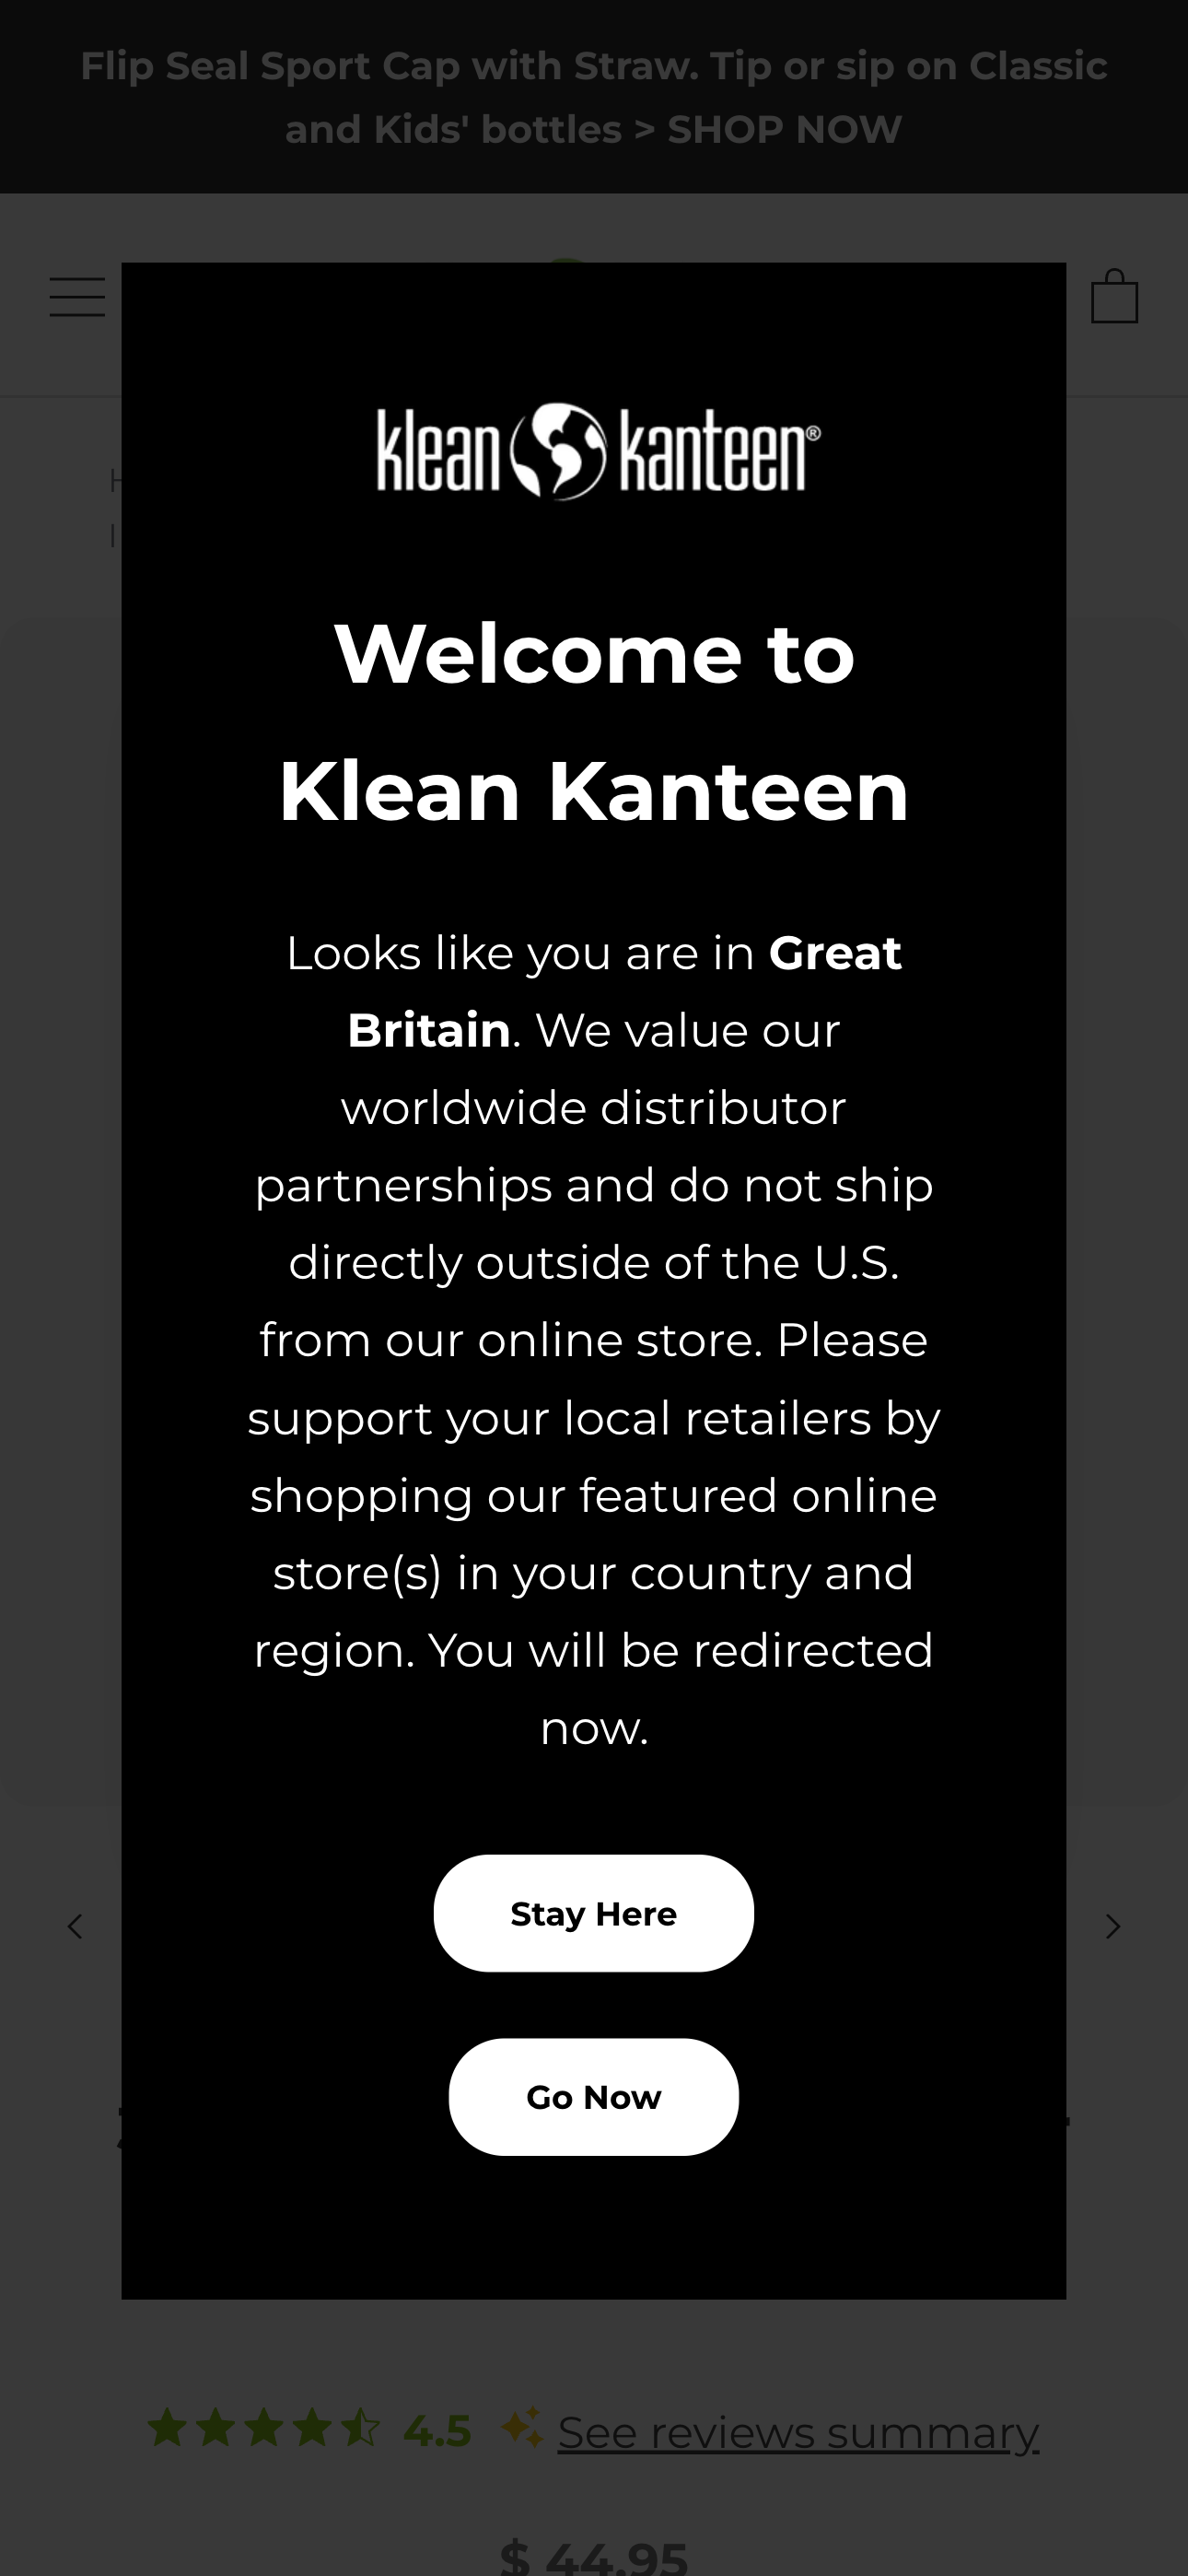 Flip Seal Sport Cap with Straw. Tip or sip on Classic
and Kids' bottles > SHOP NOW
klean kanteen®
Welcome to
Klean Kanteen
Looks like you are in Great
Britain. We value our
worldwide distributor
partnerships and do not ship
directly outside of the U.S.
from our online store. Please
support your local retailers by
shopping our featured online
store(s) in your country and
region. You will be redirected
now.
Stay Here
Go Now
4.5 See reviews summary
$ 44.95